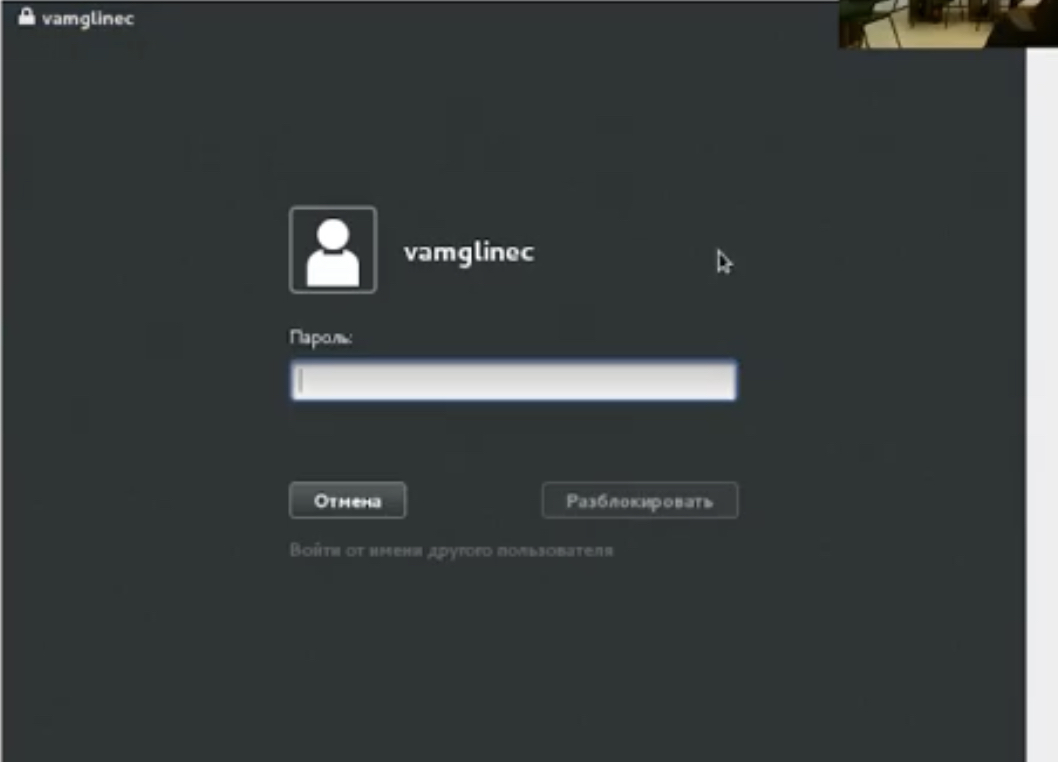 vamglinec
vamglinec
Пароль:
Отмена
Разблокировать
Войти от имени другого пользователя